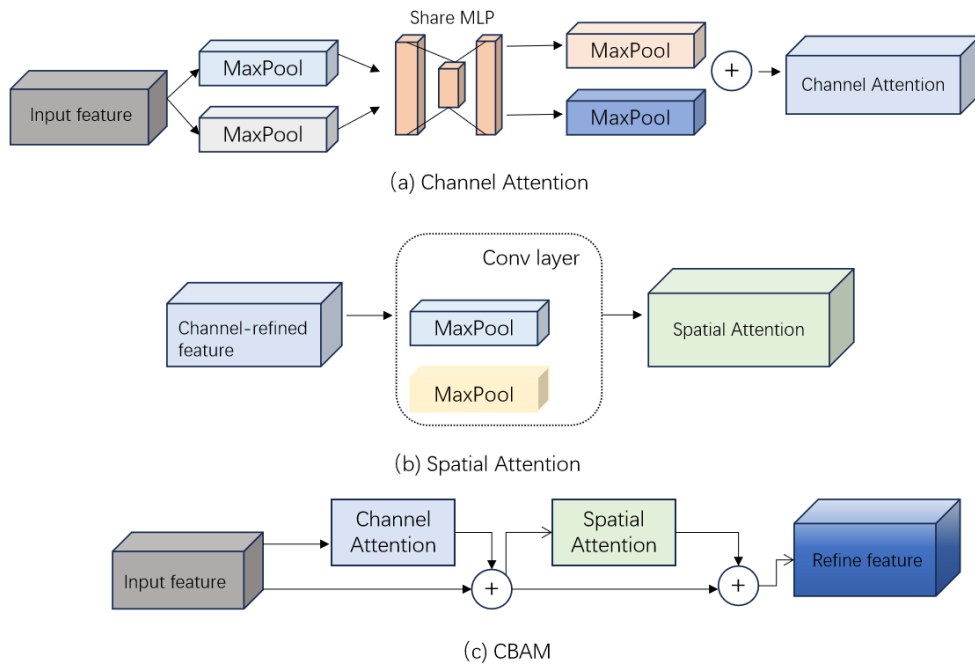 Share MLP
MaxPool
MaxPool
Input feature
Channel Attention
MaxPool
MaxPool
+
(a) Channel Attention
Conv layer
Channel-refined
feature
MaxPool
Spatial Attention
MaxPool
(b) Spatial Attention
Channel
Attention
Spatial
Attention
Input feature
Refine feature
+
+
(c) CBAM